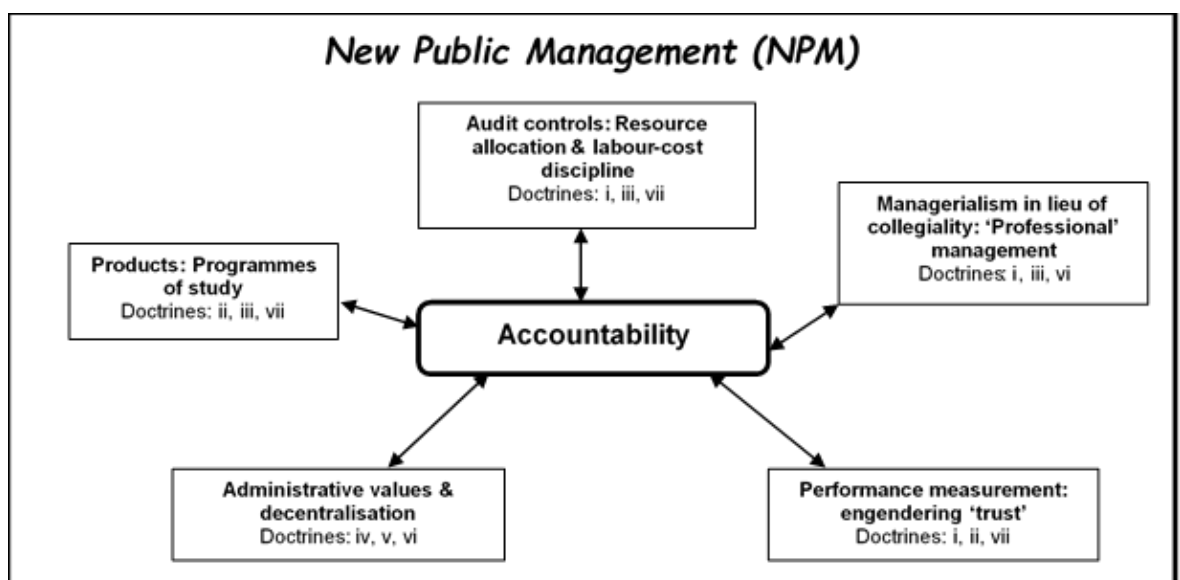 New Public Management (NPM)
Audit controls: Resource
allocation & labour-cost
discipline
Doctrines: i, iii, vii
Managerialism in lieu of
collegiality: ‘Professional’
management
Doctrines: i, iii, vi
Products: Programmes
of study
Doctrines: ii, iii, vii
Accountability
Administrative values &
decentralisation
Doctrines: iv, v, vi
Performance measurement:
engendering ‘trust’
Doctrines: i, ii, vii